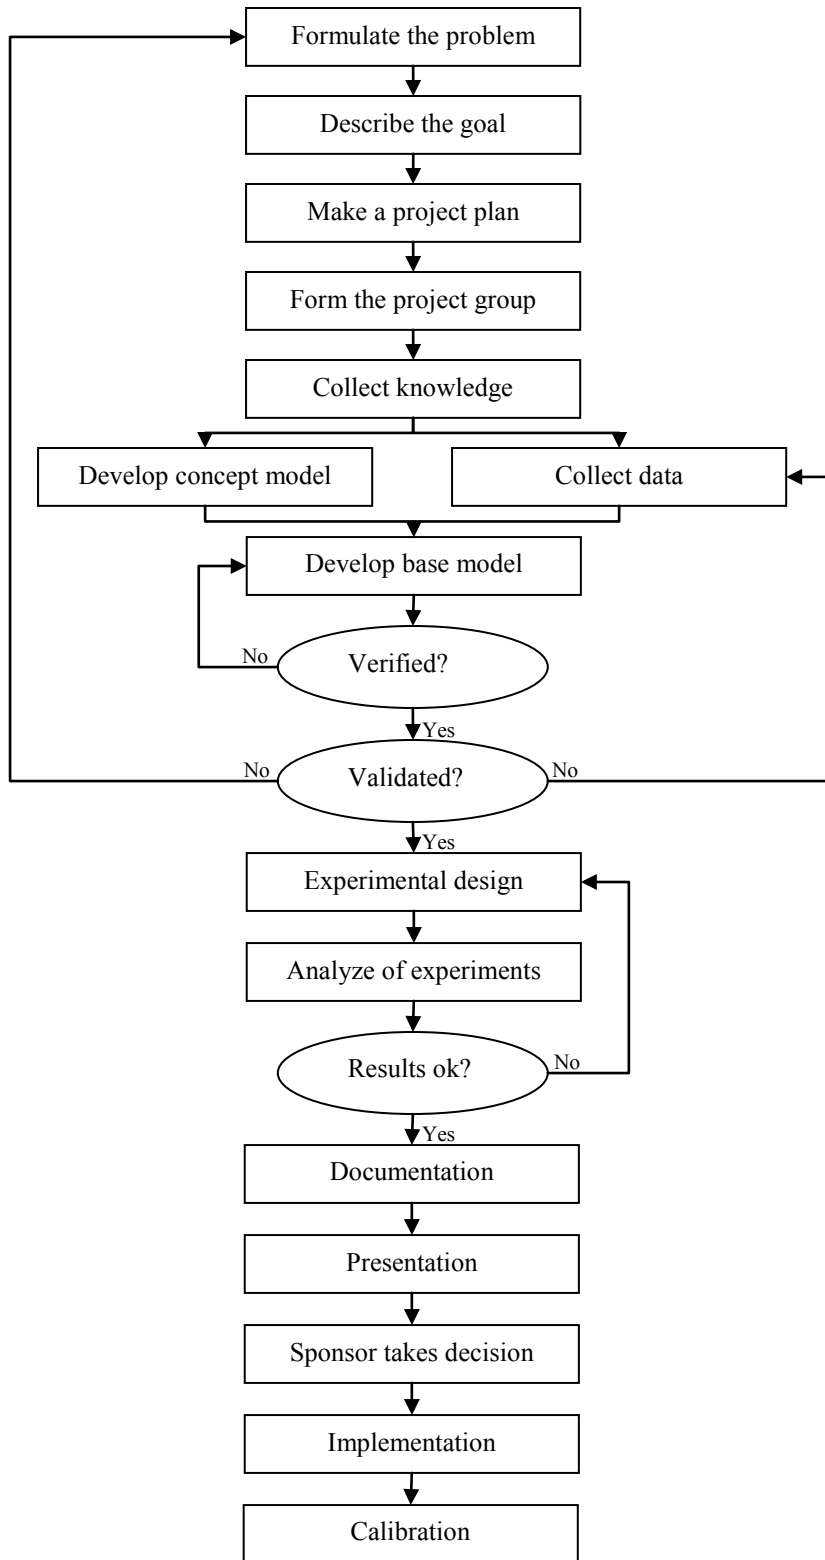 Formulate the problem
Describe the goal
Make a project plan
Form the project group
Collect knowledge
Develop concept model
Collect data
Develop base model
No
Verified?
Yes
No
Validated?
No
Yes
Experimental design
Analyze of experiments
Results ok?
No
Yes
Documentation
Presentation
Sponsor takes decision
Implementation
Calibration